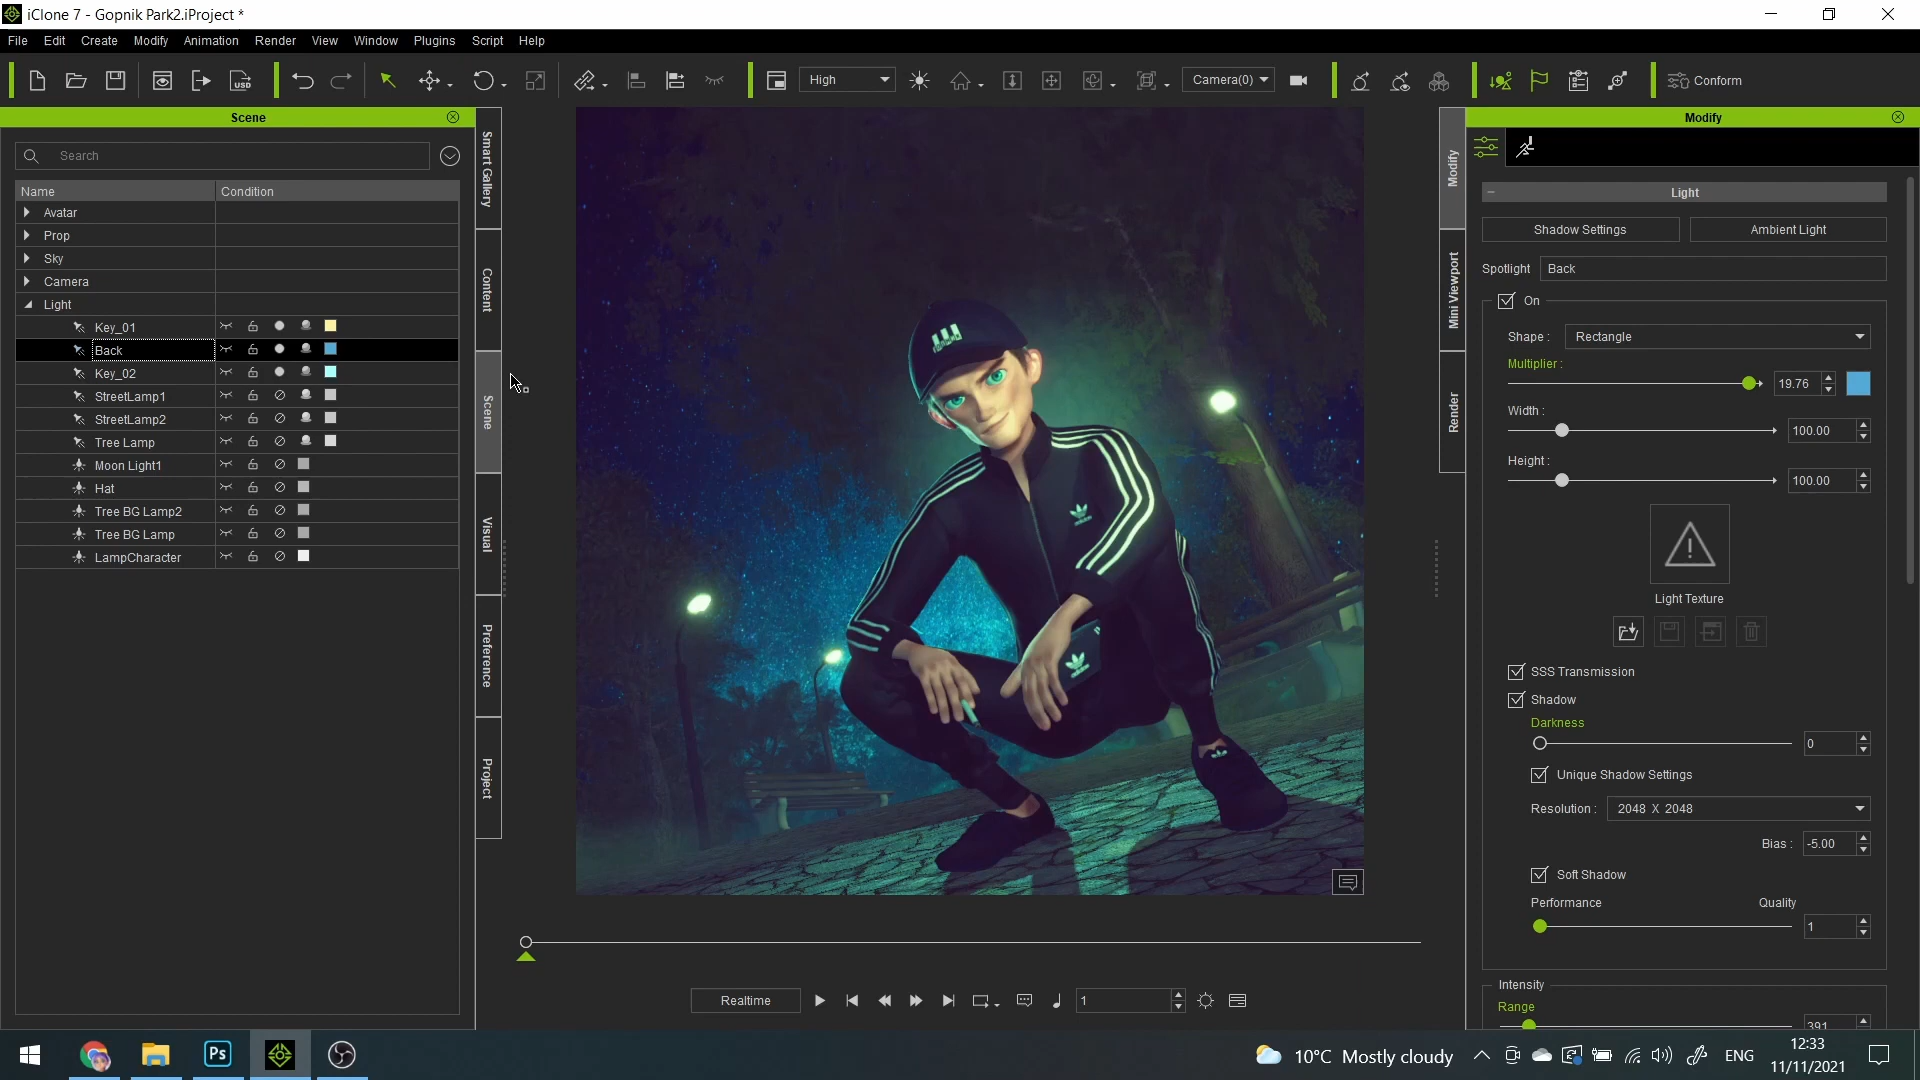 iClone 7 - Gopnik Park2.iProject *
File Edit Create Modify Animation Render View Window Plugins Script Help
USD High Camera(0) Conform
Scene
Search
Name Condition
Avatar
Prop
Sky
Camera
Light
Key_01
Back
Key_02
StreetLamp1
StreetLamp2
Tree Lamp
Moon Light1
Hat
Tree BG Lamp2
Tree BG Lamp
LampCharacter
Smart Gallery
Content
Scene
Visual
Preference
Project
Realtime 1
Modify
Mini Viewport
Render
Modify
Light
Shadow Settings Ambient Light
Spotlight Back
On
Shape : Rectangle
Multiplier :
19.76
Width :
100.00
Height :
100.00
Light Texture
SSS Transmission
Shadow
Darkness
0
Unique Shadow Settings
Resolution : 2048 X 2048
Bias : -5.00
Soft Shadow
Performance Quality
1
Intensity
Range
391
Ps 10°C Mostly cloudy ENG 12:33
11/11/2021